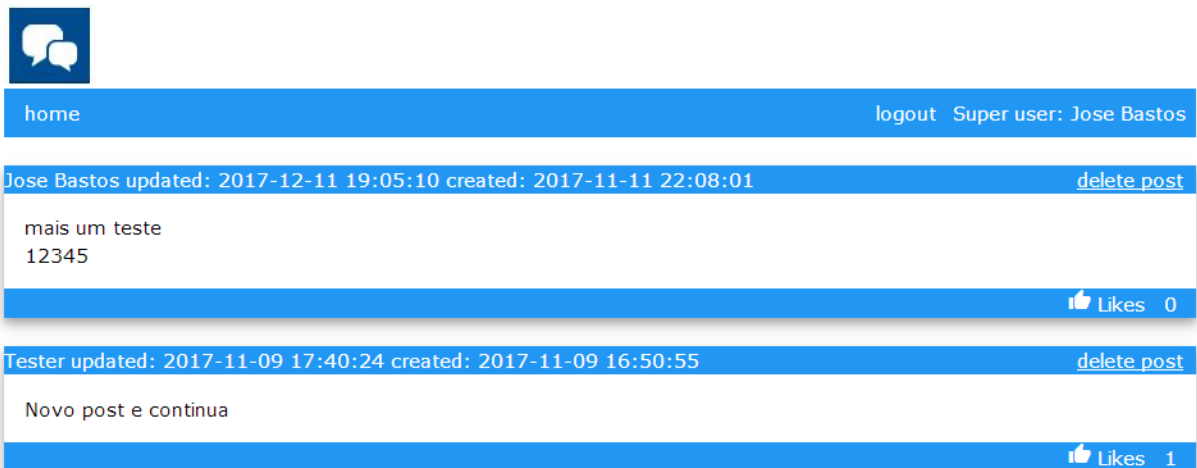 home logout Super user: Jose Bastos
Jose Bastos updated: 2017-12-11 19:05:10 created: 2017-11-11 22:08:01 delete post
mais um teste
12345
Likes 0
Tester updated: 2017-11-09 17:40:24 created: 2017-11-09 16:50:55 delete post
Novo post e continua
Likes 1